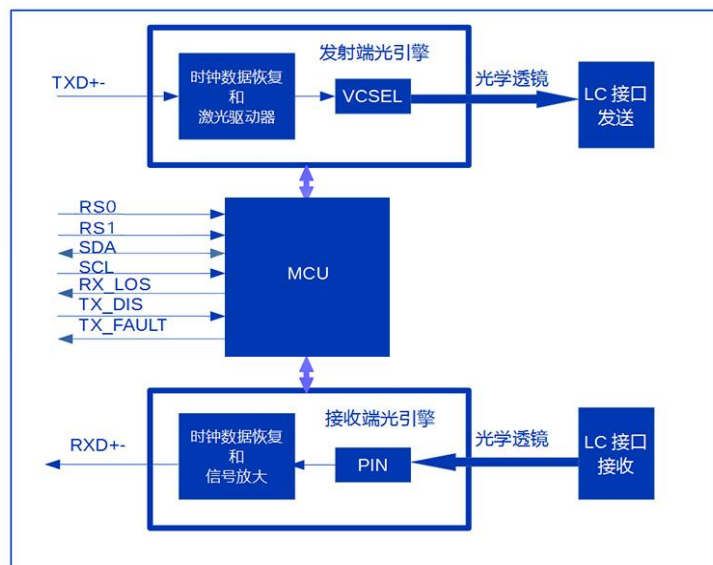 发射端光引擎
TXD+-
时钟数据恢复
和
激光驱动器
VCSEL
光学透镜
LC 接口
发送
RS0
RS1
SDA
SCL
RX_LOS
TX_DIS
TX_FAULT
MCU
接收端光引擎
RXD+-
时钟数据恢复
和
信号放大
PIN
光学透镜
LC 接口
接收